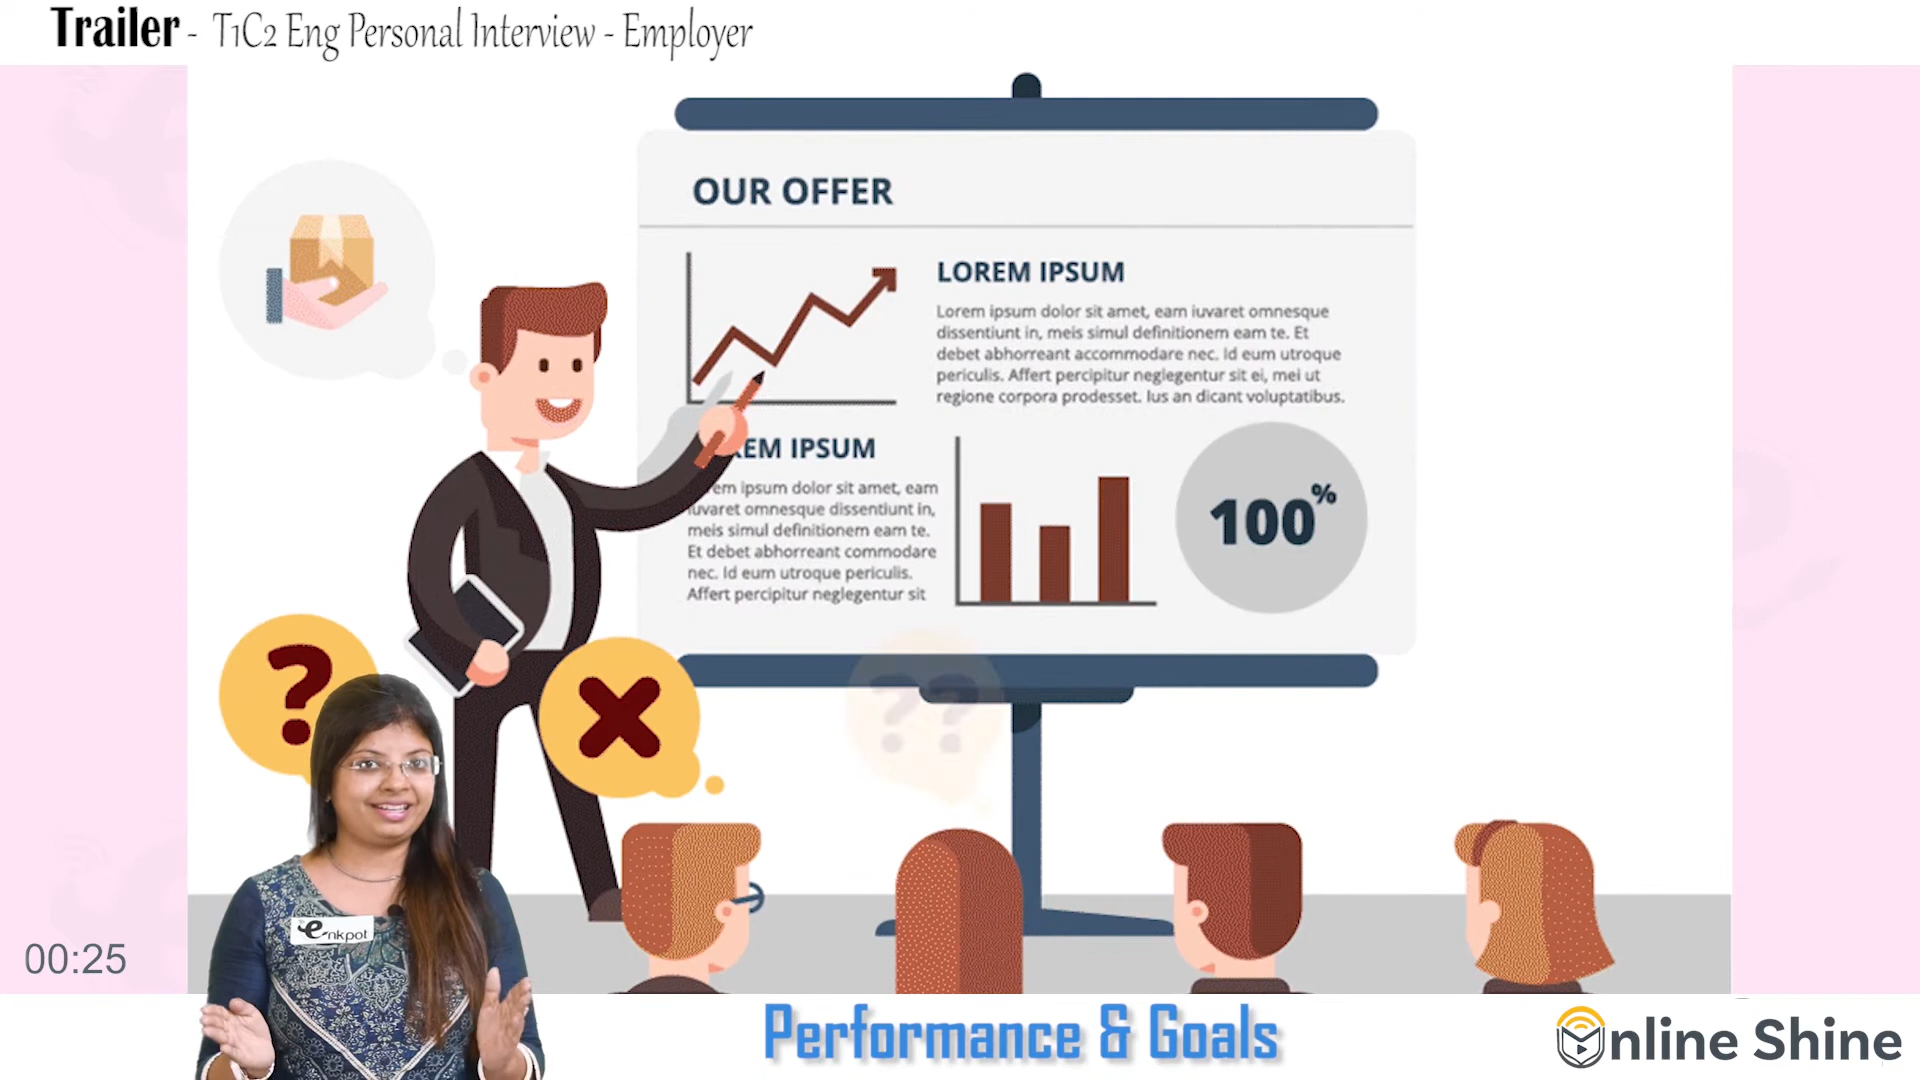 Trailer - T1C2 Eng Personal Interview - Employer
OUR OFFER
LOREM IPSUM
Lorem ipsum dolor sit amet, eam iuvaret omnesque
dissentiunt in, meis simul definitionem eam te. Et
debet abhorreant accommodare nec. Id eum utroque
periculis. Affert percipitur neglegentur sit ei, mei ut
regione corpora prodesset. Ius an dicant voluptatibus.
REM IPSUM
rem ipsum dolor sit amet, eam
iuvaret omnesque dissentiunt in,
meis simul definitionem eam te.
Et debet abhorreant commodare
nec. Id eum utroque periculis.
Affert percipitur neglegentur sit
100%
?
? ?
enkpot
00:25
Performance & Goals
Online Shine